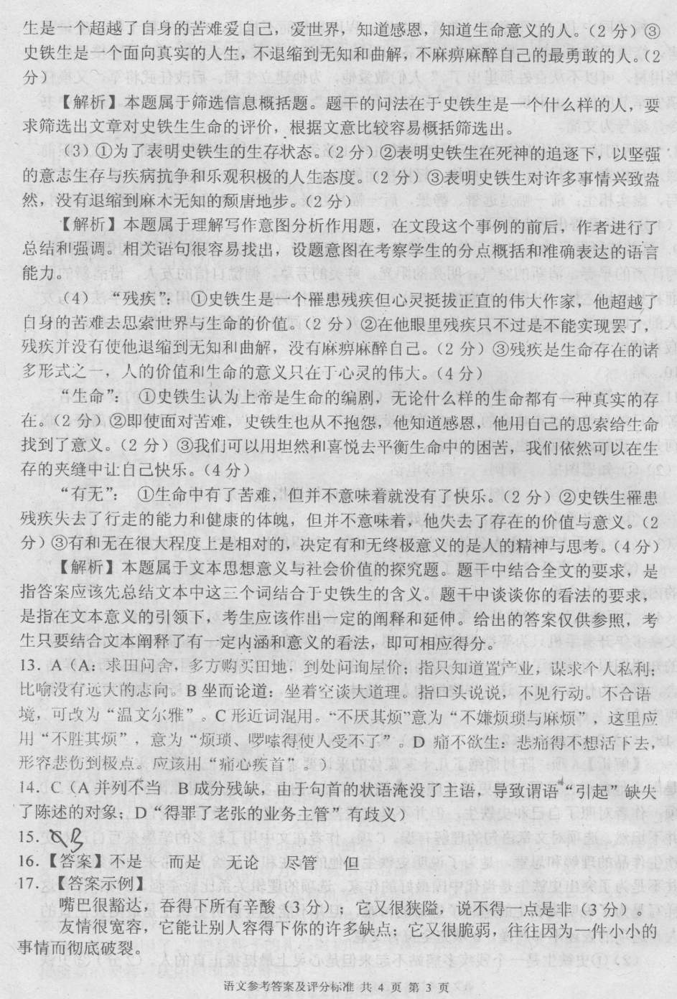 生是一个超越了自身的苦难爱自己，爱世界，知道感恩，知道生命意义的人。（2 分）③
史铁生是一个面向真实的人生，不退缩到无知和曲解，不麻痹麻醉自己的最勇敢的人。（2
分）
【解析】本题属于筛选信息概括题。题干的问法在于史铁生是一个什么样的人，要
求筛选出文章对史铁生生命的评价，根据文意比较容易概括筛选出。
（3）①为了表明史铁生的生存状态。（2 分）②表明史铁生在死神的追逐下，以坚强
的意志生存与疾病抗争和乐观积极的人生态度。（2 分）③表明史铁生对许多事情兴致盎
然，没有退缩到麻木无知的颓唐地步。（2 分）
【解析】本题属于理解写作意图分析作用题，在文段这个事例的前后，作者进行了
总结和强调。相关语句很容易找出，设题意图在考察学生的分点概括和准确表达的语言
能力。
（4）“残疾”： ①史铁生是一个罹患残疾但心灵挺拔正直的伟大作家，他超越了
自身的苦难去思索世界与生命的价值。（2 分）②在他眼里残疾只不过是不能实现罢了，
残疾并没有使他退缩到无知和曲解，没有麻痹麻醉自己。（2 分）③残疾是生命存在的诸
多形式之一，人的价值和生命的意义只在于心灵的伟大。（4 分）
“生命”： ①史铁生认为上帝是生命的编剧，无论什么样的生命都有一种真实的存
在。（2 分）②即使面对苦难，史铁生也从不抱怨，他知道感恩，他用自己的思索给生命
找到了意义。（2 分）③我们可以用坦然和喜悦去平衡生命中的困苦，我们依然可以在生
存的夹缝中让自己快乐。（4 分）
“有无”： ①生命中有了苦难，但并不意味着就没有了快乐。（2 分）②史铁生罹患
残疾失去了行走的能力和健康的体魄，但并不意味着，他失去了存在的价值与意义。（2
分）③有和无在很大程度上是相对的，决定有和无终极意义的是人的精神与思考。（4 分）
【解析】本题属于文本思想意义与社会价值的探究题。题干中结合全文的要求，是
指答案应该先总结文本中这三个词结合于史铁生的含义。题干中谈谈你的看法的要求，
是指在文本意义的引领下，考生应该作出一定的阐释和延伸。给出的答案仅供参照，考
生只要结合文本阐释了有一定内涵和意义的看法，即可相应得分。
13．A（A：求田问舍，多方购买田地，到处问询屋价；指只知道置产业，谋求个人私利；
比喻没有远大的志向。B 坐而论道：坐着空谈大道理。指口头说说，不见行动。不合语
境，可改为“温文尔雅”。C 形近词混用。“不厌其烦”意为“不嫌烦琐与麻烦”，这里应
用“不胜其烦”，意为“烦琐、啰嗦得使人受不了”。D 痛不欲生：悲痛得不想活下去，
形容悲伤到极点。应该用“痛心疾首”。）
14．C（A 并列不当 B 成分残缺，由于句首的状语淹没了主语，导致谓语“引起”缺失
了陈述的对象；D“得罪了老张的业务主管”有歧义）
15. B
16．【答案】不是 而是 无论 尽管 但
17．【答案示例】
嘴巴很豁达，吞得下所有辛酸（3 分）；它又很狭隘，说不得一点是非（3 分）。
友情很宽容，它能让别人容得下你的许多缺点；它又很脆弱，往往因为一件小小的
事情而彻底破裂。
语文参考答案及评分标准 共 4 页 第 3 页